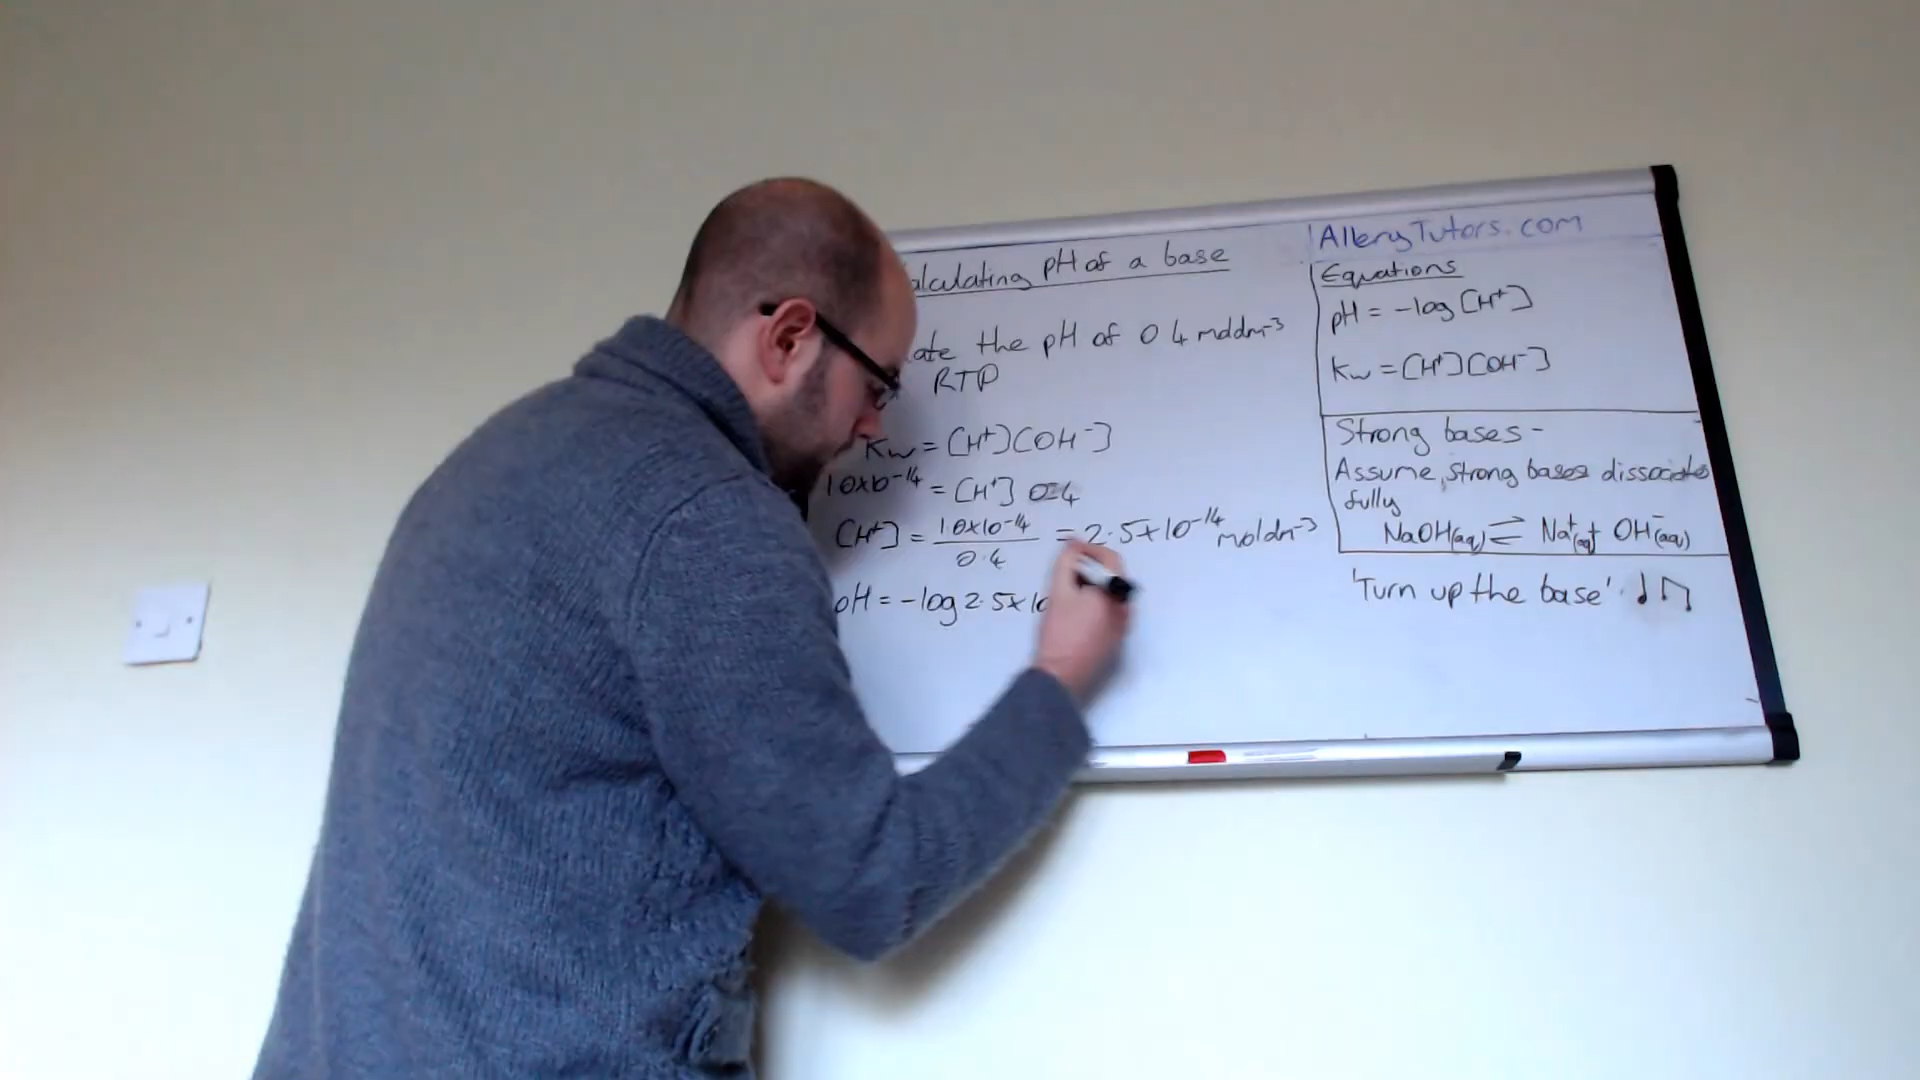 alculating pH of a base
ate the pH of 0.4 moldm⁻³
RTP
Kw = [H⁺][OH⁻]
1.0x10⁻¹⁴ = [H⁺] 0.4
[H⁺] = 1.0x10⁻¹⁴ / 0.4 = 2.5x10⁻¹⁴ moldm⁻³
pH = -log 2.5x10
AlleryTutors.com
Equations
pH = -log [H⁺]
Kw = [H⁺][OH⁻]
Strong bases -
Assume, strong bases dissociates
fully
NaOH(aq) ⇌ Na⁺(aq) + OH⁻(aq)
'Turn up the base' ♩♫